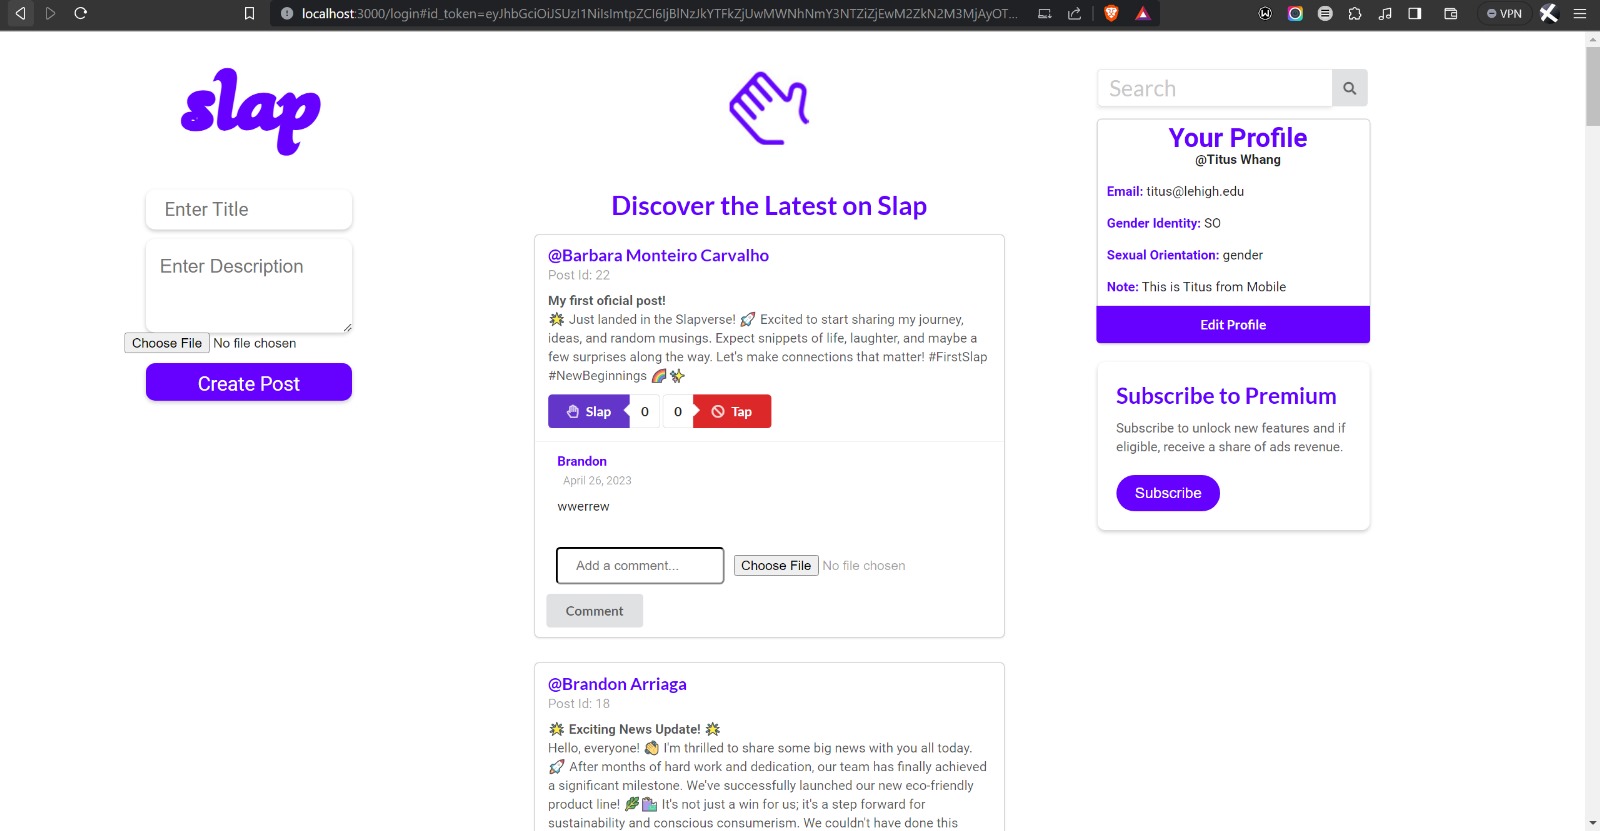 localhost:3000/login#id_token=eyJhbGciOiJSUzI1NiIsImtpZCI6IjBlNzJkYTFkZjUwMWNhNmY3NTZiZjEwM2ZkN2M3MjAyOT...
VPN
slap
Enter Title
Enter Description
Choose File No file chosen
Create Post
Discover the Latest on Slap
@Barbara Monteiro Carvalho
Post Id: 22
My first oficial post!
🌟 Just landed in the Slapverse! 🚀 Excited to start sharing my journey,
ideas, and random musings. Expect snippets of life, laughter, and maybe a
few surprises along the way. Let's make connections that matter! #FirstSlap
#NewBeginnings 🌈✨
Slap 0 0 Tap
Brandon
April 26, 2023
wwerrew
Add a comment... Choose File No file chosen
Comment
@Brandon Arriaga
Post Id: 18
🌟 Exciting News Update! 🌟
Hello, everyone! 👋 I'm thrilled to share some big news with you all today.
🚀 After months of hard work and dedication, our team has finally achieved
a significant milestone. We've successfully launched our new eco-friendly
product line! 🌿🛍️ It's not just a win for us; it's a step forward for
sustainability and conscious consumerism. We couldn't have done this
Search
Your Profile
@Titus Whang
Email: titus@lehigh.edu
Gender Identity: SO
Sexual Orientation: gender
Note: This is Titus from Mobile
Edit Profile
Subscribe to Premium
Subscribe to unlock new features and if
eligible, receive a share of ads revenue.
Subscribe